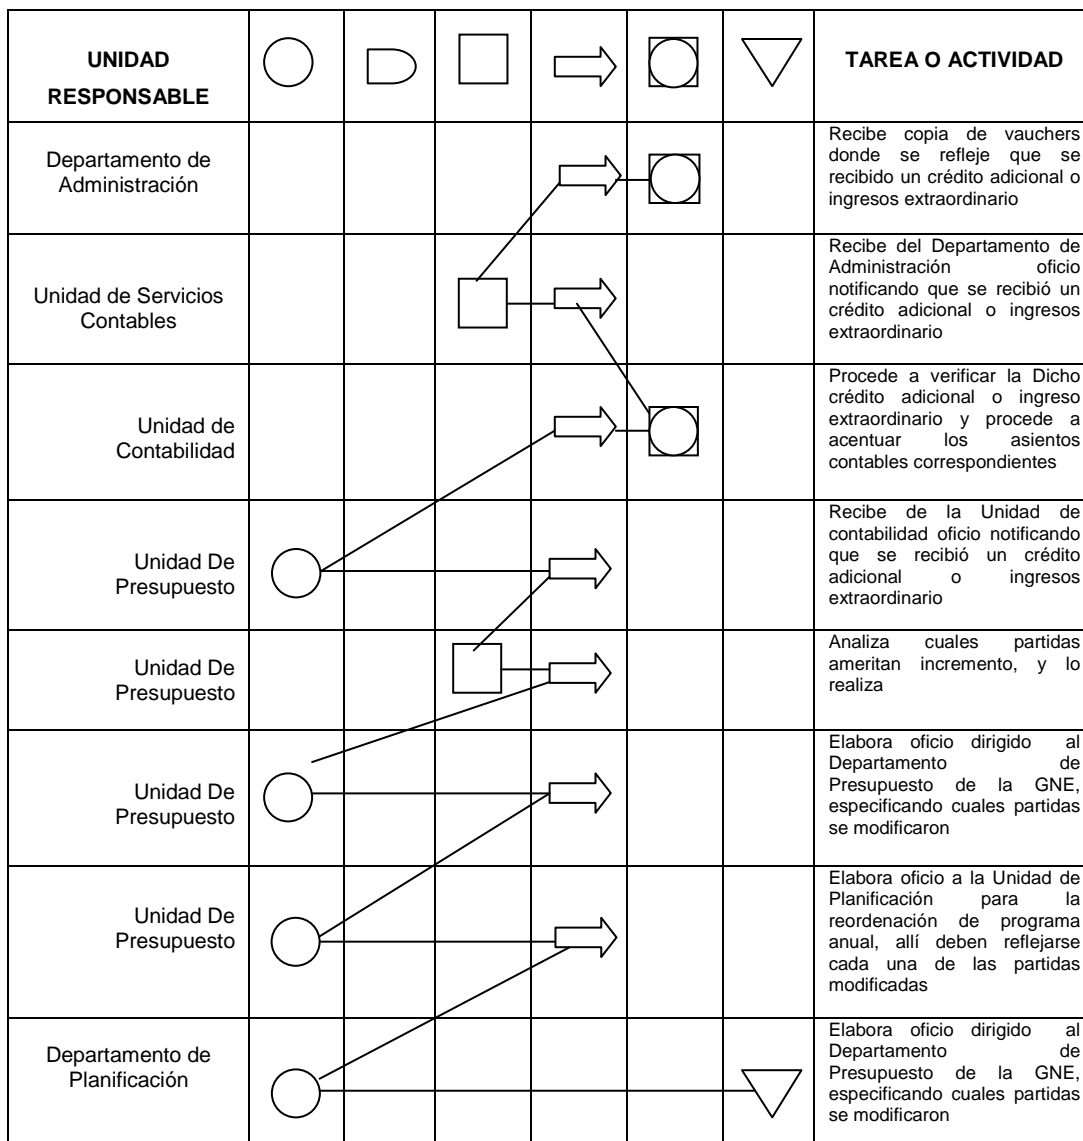 UNIDAD
RESPONSABLE
TAREA O ACTIVIDAD
Departamento de
Administración
Recibe copia de vauchers
donde se refleje que se
recibido un crédito adicional o
ingresos extraordinario
Unidad de Servicios
Contables
Recibe del Departamento de
Administración oficio
notificando que se recibió un
crédito adicional o ingresos
extraordinario
Unidad de
Contabilidad
Procede a verificar la Dicho
crédito adicional o ingreso
extraordinario y procede a
acentuar los asientos
contables correspondientes
Unidad De
Presupuesto
Recibe de la Unidad de
contabilidad oficio notificando
que se recibió un crédito
adicional o ingresos
extraordinario
Unidad De
Presupuesto
Analiza cuales partidas
ameritan incremento, y lo
realiza
Unidad De
Presupuesto
Elabora oficio dirigido al
Departamento de
Presupuesto de la GNE,
especificando cuales partidas
se modificaron
Unidad De
Presupuesto
Elabora oficio a la Unidad de
Planificación para la
reordenación de programa
anual, allí deben reflejarse
cada una de las partidas
modificadas
Departamento de
Planificación
Elabora oficio dirigido al
Departamento de
Presupuesto de la GNE,
especificando cuales partidas
se modificaron